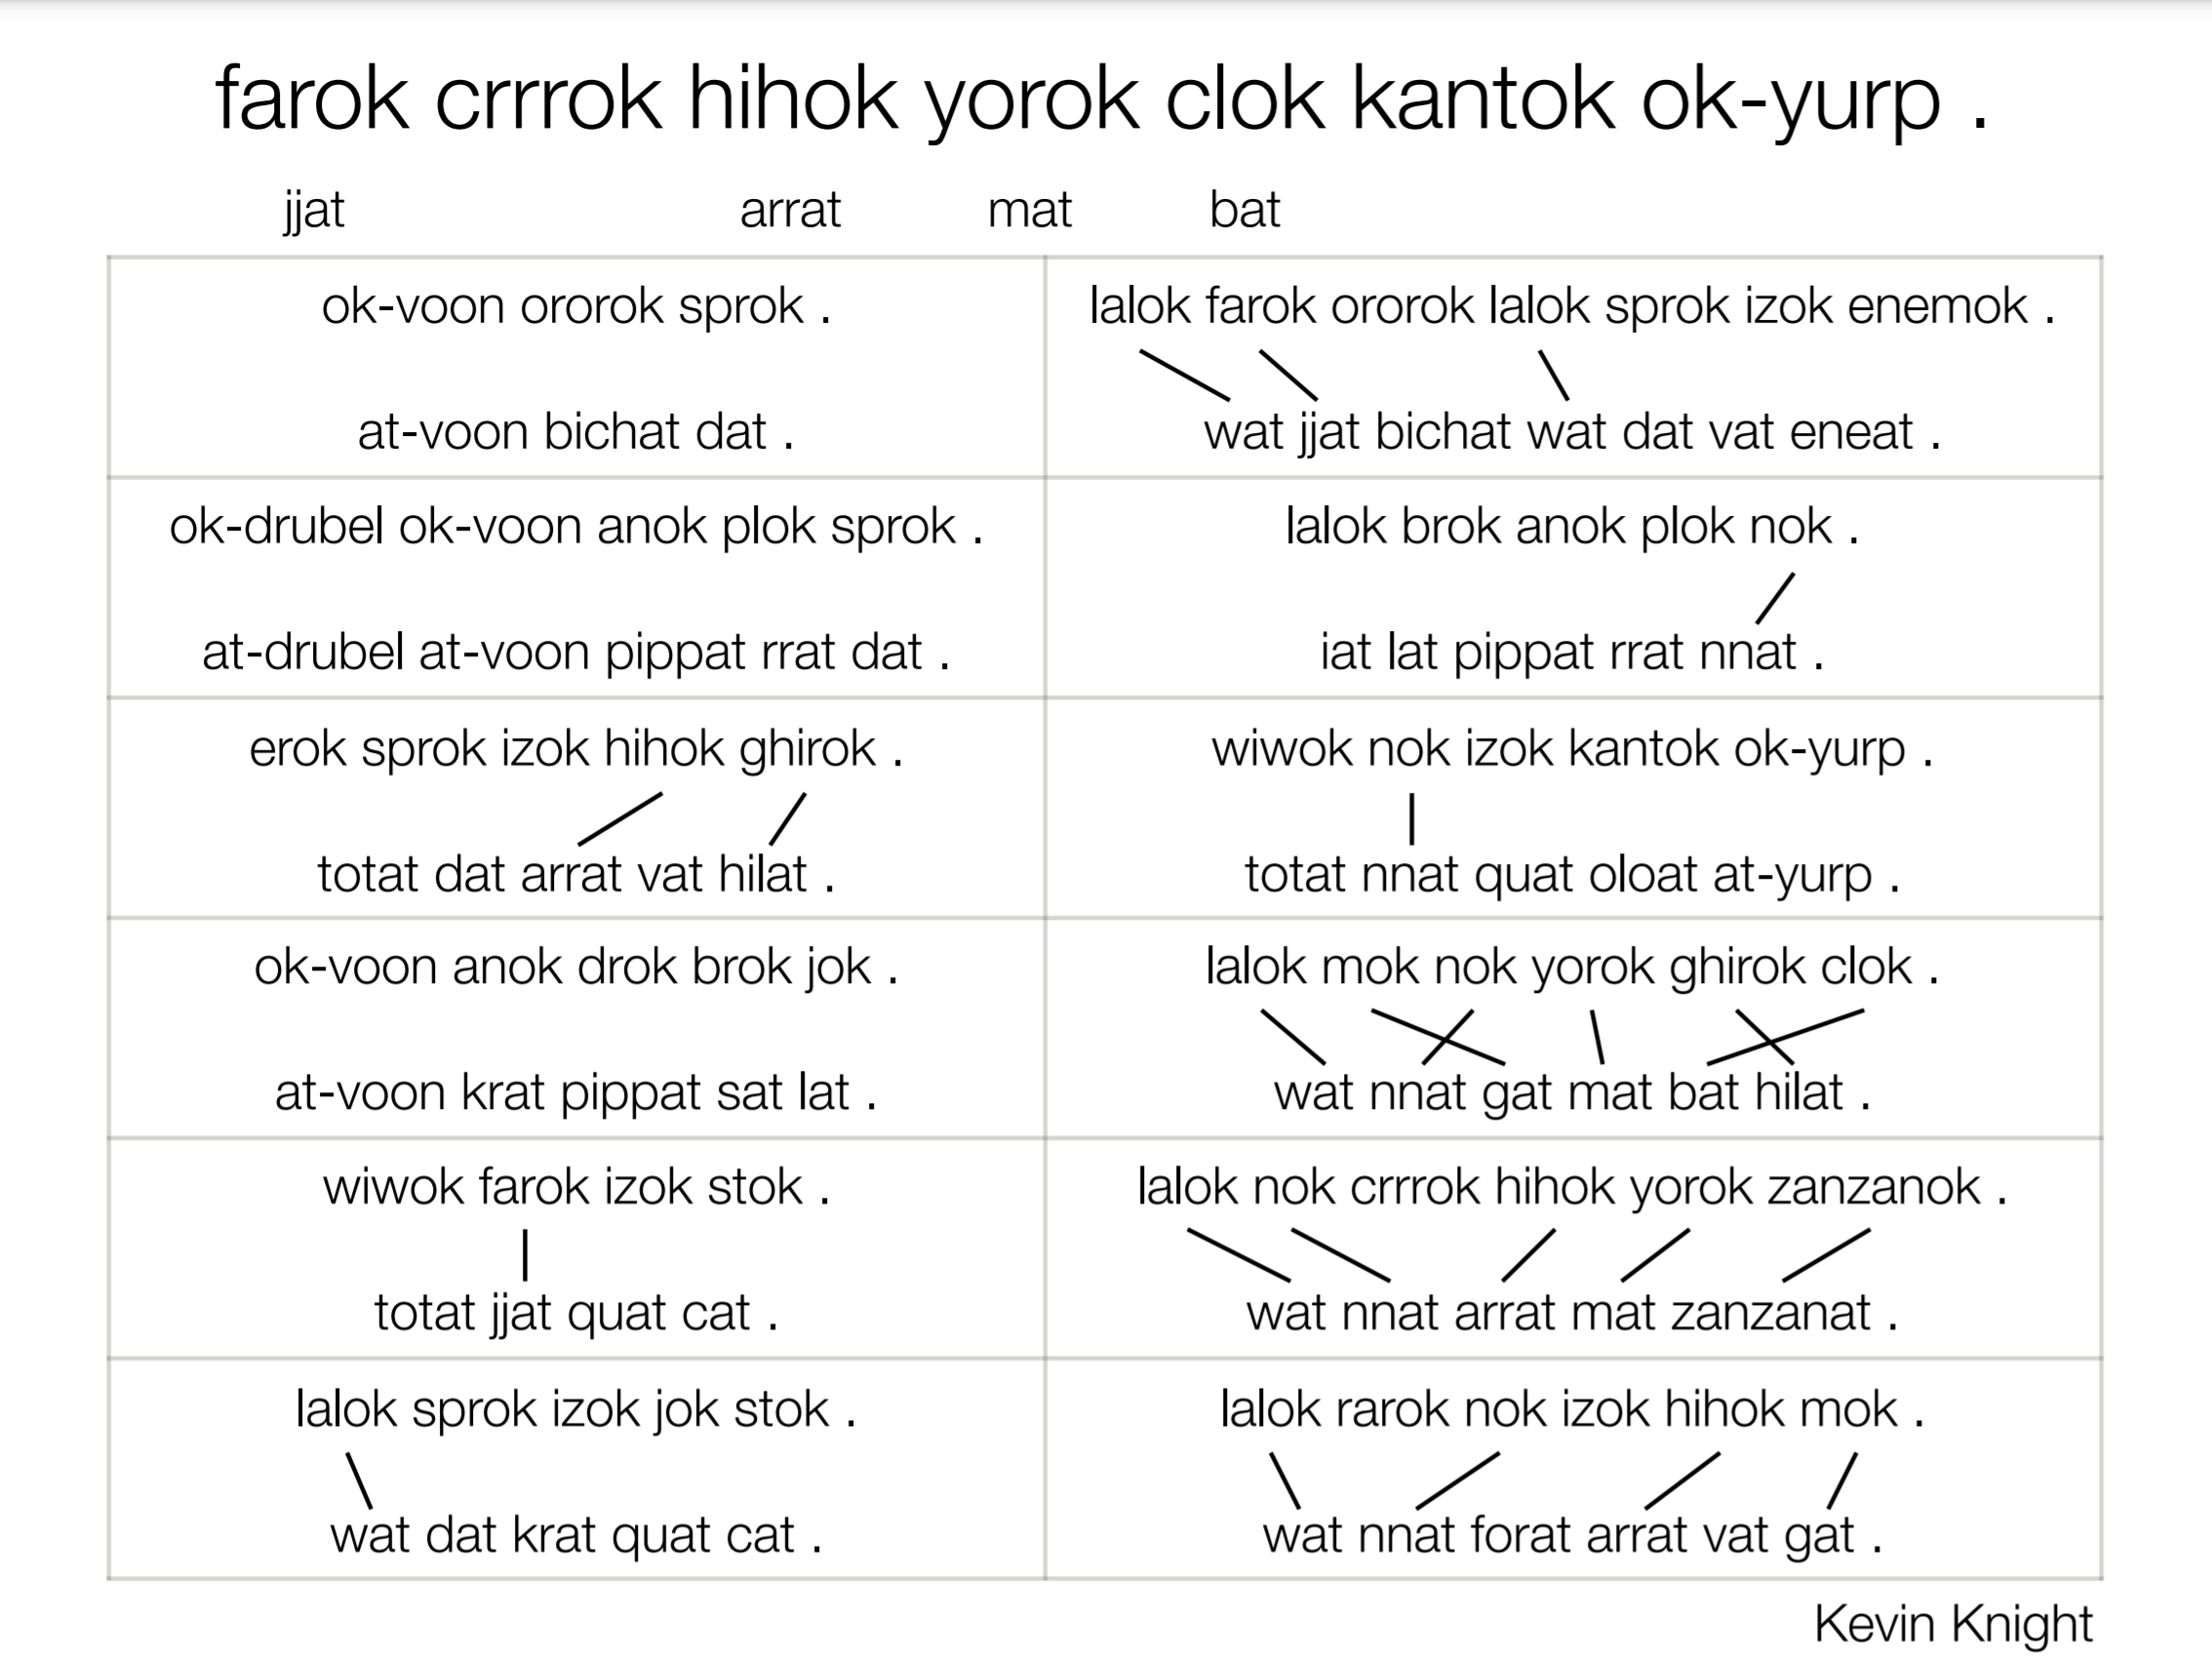 farok crrrok hihok yorok clok kantok ok-yurp .
jjat arrat mat bat
ok-voon ororok sprok .
at-voon bichat dat .
lalok farok ororok lalok sprok izok enemok .
wat jjat bichat wat dat vat eneat .
ok-drubel ok-voon anok plok sprok .
at-drubel at-voon pippat rrat dat .
lalok brok anok plok nok .
iat lat pippat rrat nnat .
erok sprok izok hihok ghirok .
totat dat arrat vat hilat .
wiwok nok izok kantok ok-yurp .
totat nnat quat oloat at-yurp .
ok-voon anok drok brok jok .
at-voon krat pippat sat lat .
lalok mok nok yorok ghirok clok .
wat nnat gat mat bat hilat .
wiwok farok izok stok .
totat jjat quat cat .
lalok nok crrrok hihok yorok zanzanok .
wat nnat arrat mat zanzanat .
lalok sprok izok jok stok .
wat dat krat quat cat .
lalok rarok nok izok hihok mok .
wat nnat forat arrat vat gat .
Kevin Knight